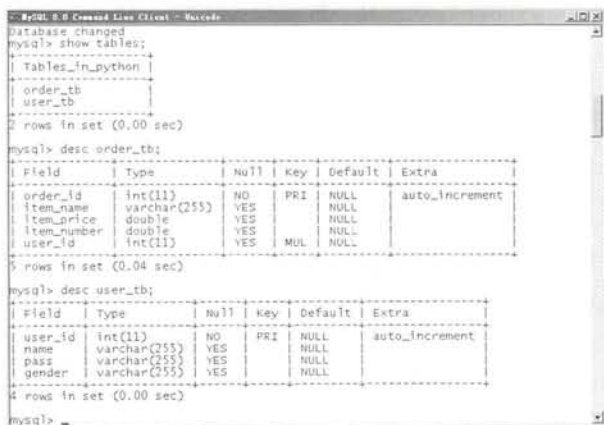 MySQL 8.0 Command Line Client - Unicode
Database changed
mysql> show tables;
+------------------+
| Tables_in_python |
+------------------+
| order_tb         |
| user_tb          |
+------------------+
2 rows in set (0.00 sec)
mysql> desc order_tb;
+-------------+--------------+------+-----+---------+----------------+
| Field       | Type         | Null | Key | Default | Extra          |
+-------------+--------------+------+-----+---------+----------------+
| order_id    | int(11)      | NO   | PRI | NULL    | auto_increment |
| item_name   | varchar(255) | YES  |     | NULL    |                |
| item_price  | double       | YES  |     | NULL    |                |
| item_number | double       | YES  |     | NULL    |                |
| user_id     | int(11)      | YES  | MUL | NULL    |                |
+-------------+--------------+------+-----+---------+----------------+
5 rows in set (0.04 sec)
mysql> desc user_tb;
+---------+--------------+------+-----+---------+----------------+
| Field   | Type         | Null | Key | Default | Extra          |
+---------+--------------+------+-----+---------+----------------+
| user_id | int(11)      | NO   | PRI | NULL    | auto_increment |
| name    | varchar(255) | YES  |     | NULL    |                |
| pass    | varchar(255) | YES  |     | NULL    |                |
| gender  | varchar(255) | YES  |     | NULL    |                |
+---------+--------------+------+-----+---------+----------------+
4 rows in set (0.00 sec)
mysql>